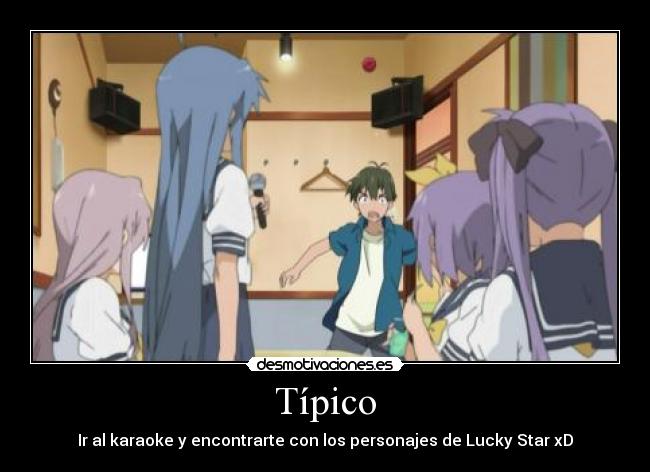 desmotivaciones.es
Típico
Ir al karaoke y encontrarte con los personajes de Lucky Star xD